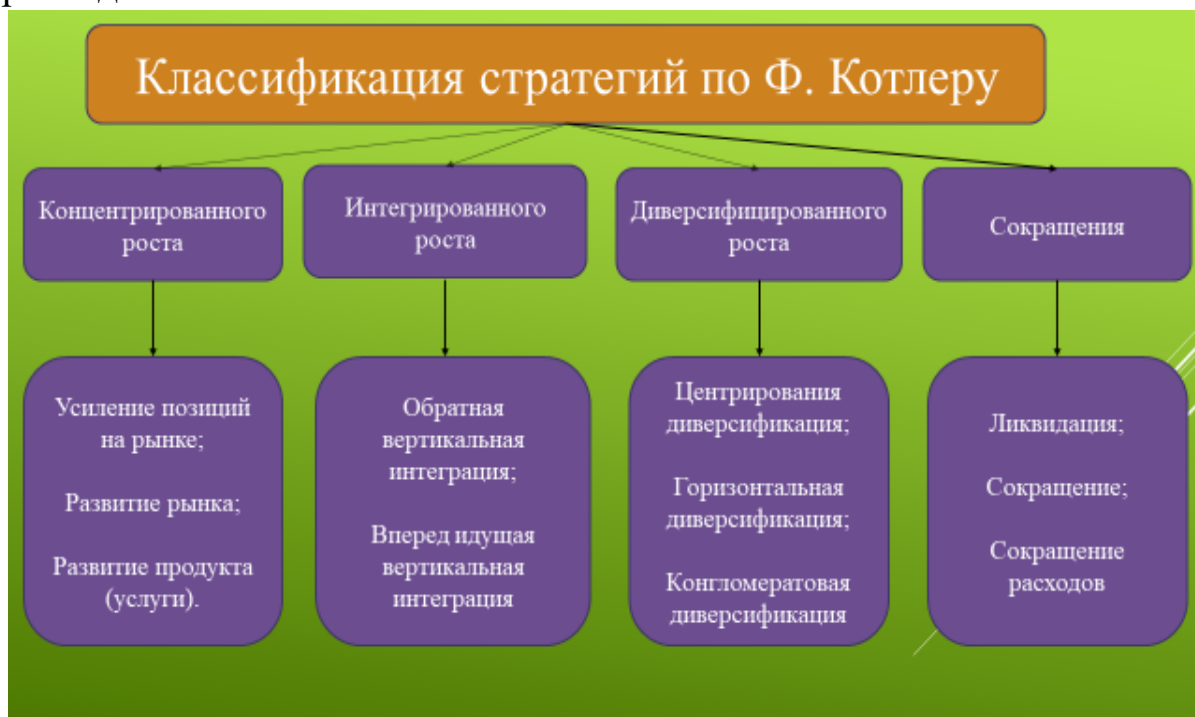 Классификация стратегий по Ф. Котлеру
Концентрированного
роста
Интегрированного
роста
Диверсифицированного
роста
Сокращения
Усиление позиций
на рынке;
Развитие рынка;
Развитие продукта
(услуги).
Обратная
вертикальная
интеграция;
Вперед идущая
вертикальная
интеграция
Центрирования
диверсификация;
Горизонтальная
диверсификация;
Конгломератовая
диверсификация
Ликвидация;
Сокращение;
Сокращение
расходов